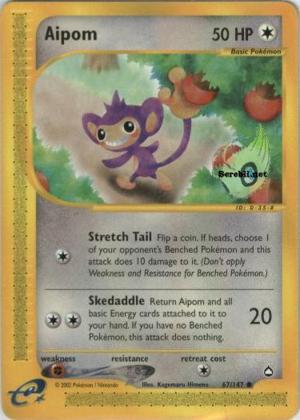 Aipom 50 HP
Basic Pokémon
Serebii.net
ID: D-35-#
Stretch Tail Flip a coin. If heads, choose 1
of your opponent's Benched Pokémon and
this attack does 10 damage to it. (Don't apply
Weakness and Resistance for Benched Pokémon.)
Skedaddle Return Aipom and all
basic Energy cards attached to it to
your hand. If you have no Benched
Pokémon, this attack does nothing.
20
weakness resistance retreat cost
e
© 2002 Pokémon / Nintendo Illus. Kagemaru Himeno 67/147